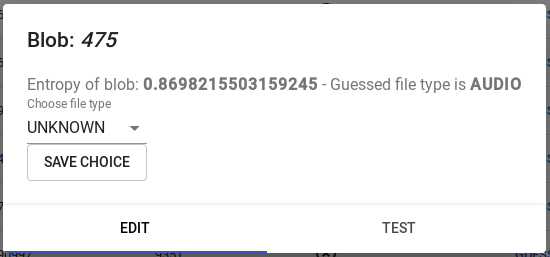 Blob: 475
Entropy of blob: 0.8698215503159245 - Guessed file type is AUDIO
Choose file type
UNKNOWN
SAVE CHOICE
EDIT TEST